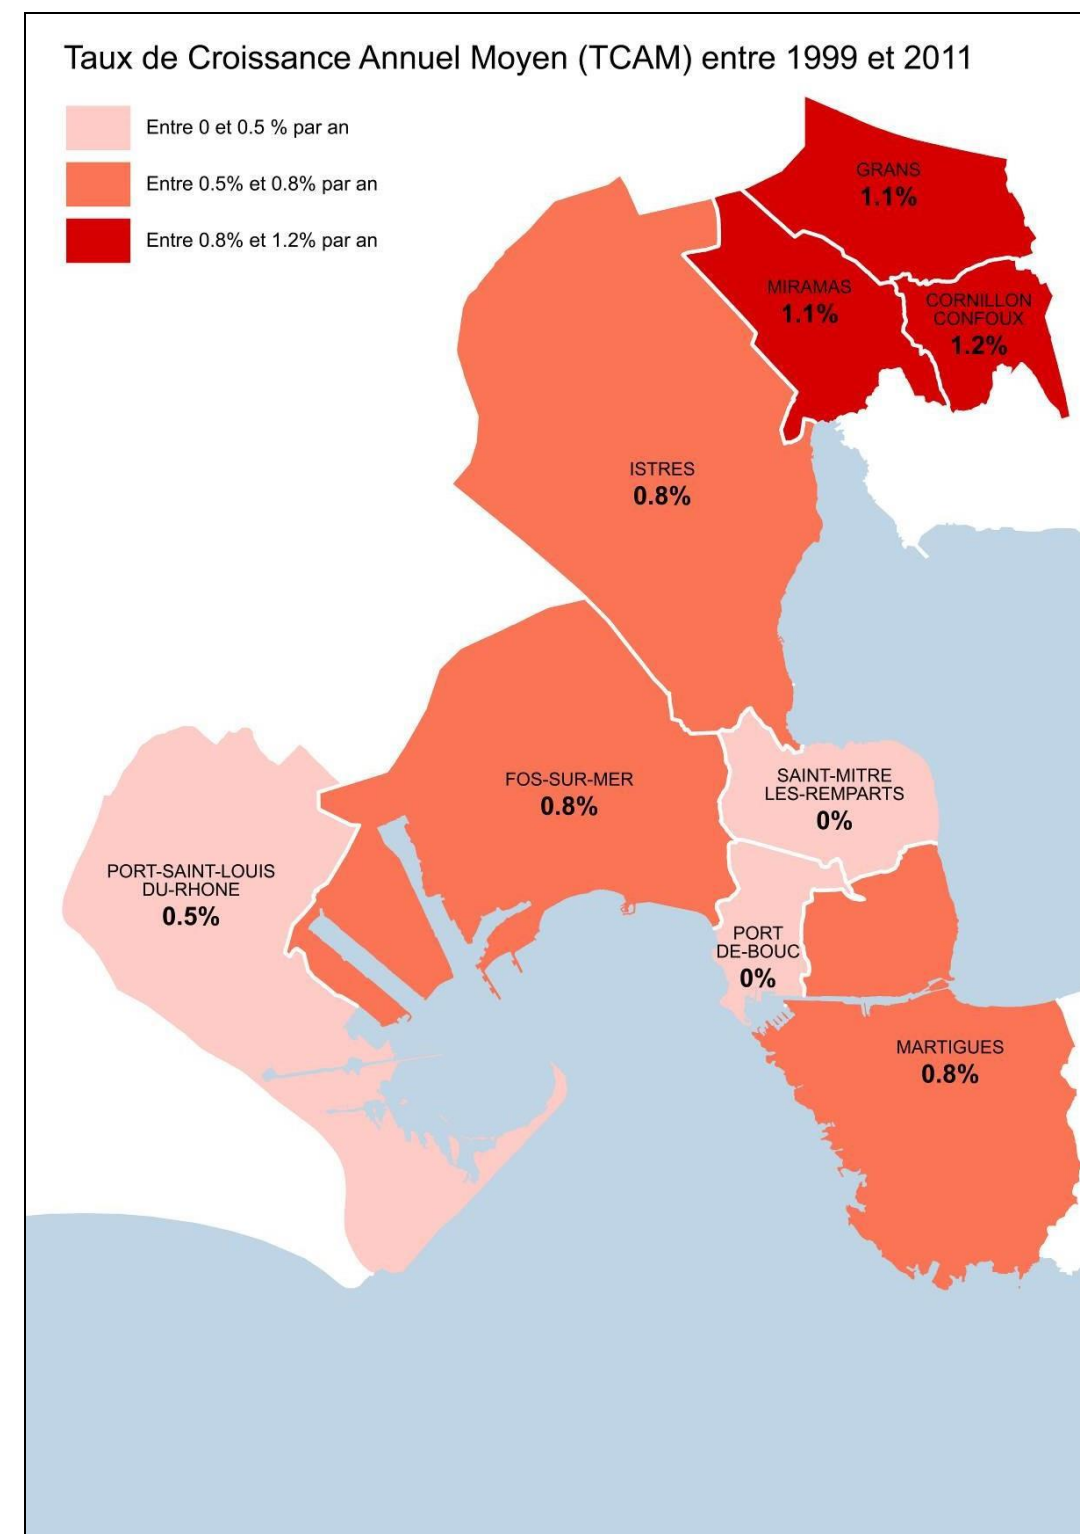 Taux de Croissance Annuel Moyen (TCAM) entre 1999 et 2011
Entre 0 et 0.5 % par an
Entre 0.5% et 0.8% par an
Entre 0.8% et 1.2% par an
GRANS
1.1%
MIRAMAS
1.1%
CORNILLON
CONFOUX
1.2%
ISTRES
0.8%
FOS-SUR-MER
0.8%
SAINT-MITRE
LES-REMPARTS
0%
PORT-SAINT-LOUIS
DU-RHONE
0.5%
PORT
DE-BOUC
0%
MARTIGUES
0.8%